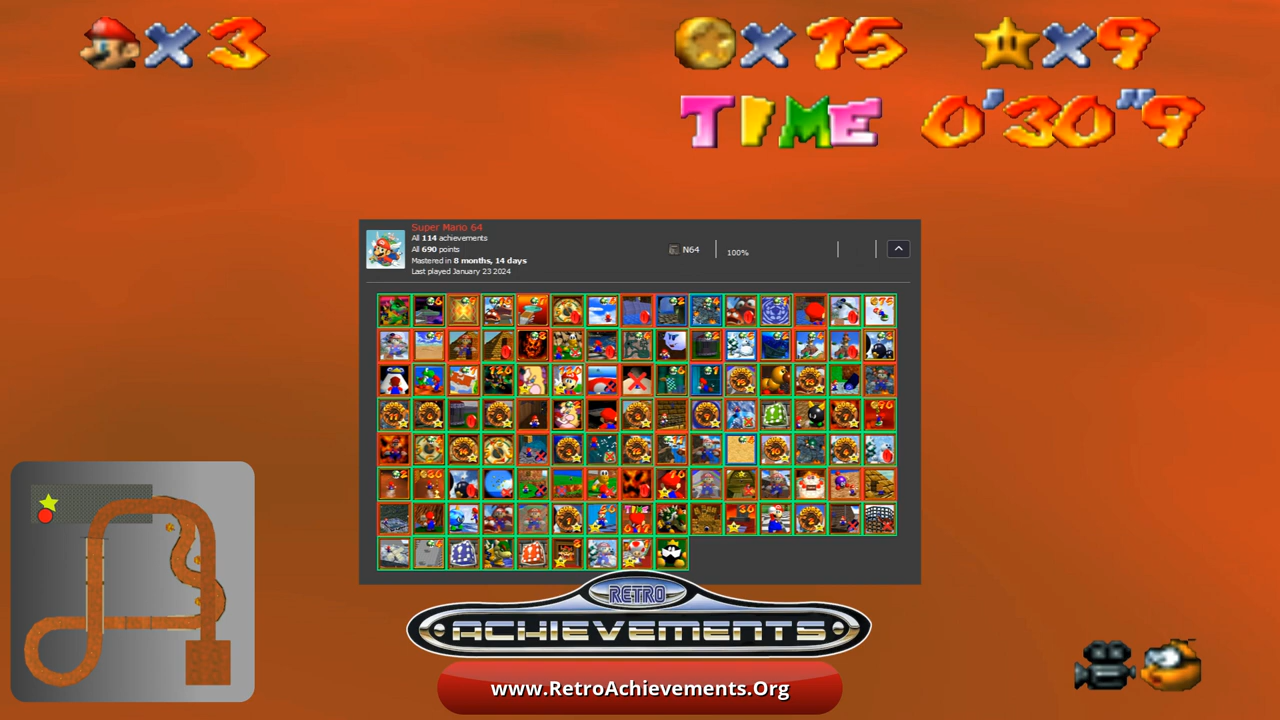 ×3
×15
×9
TIME 0'30"9
Super Mario 64
All 114 achievements
All 690 points
Mastered in 8 months, 14 days
Last played January 23 2024
N64
100%
RETRO
ACHIEVEMENTS
www.RetroAchievements.Org